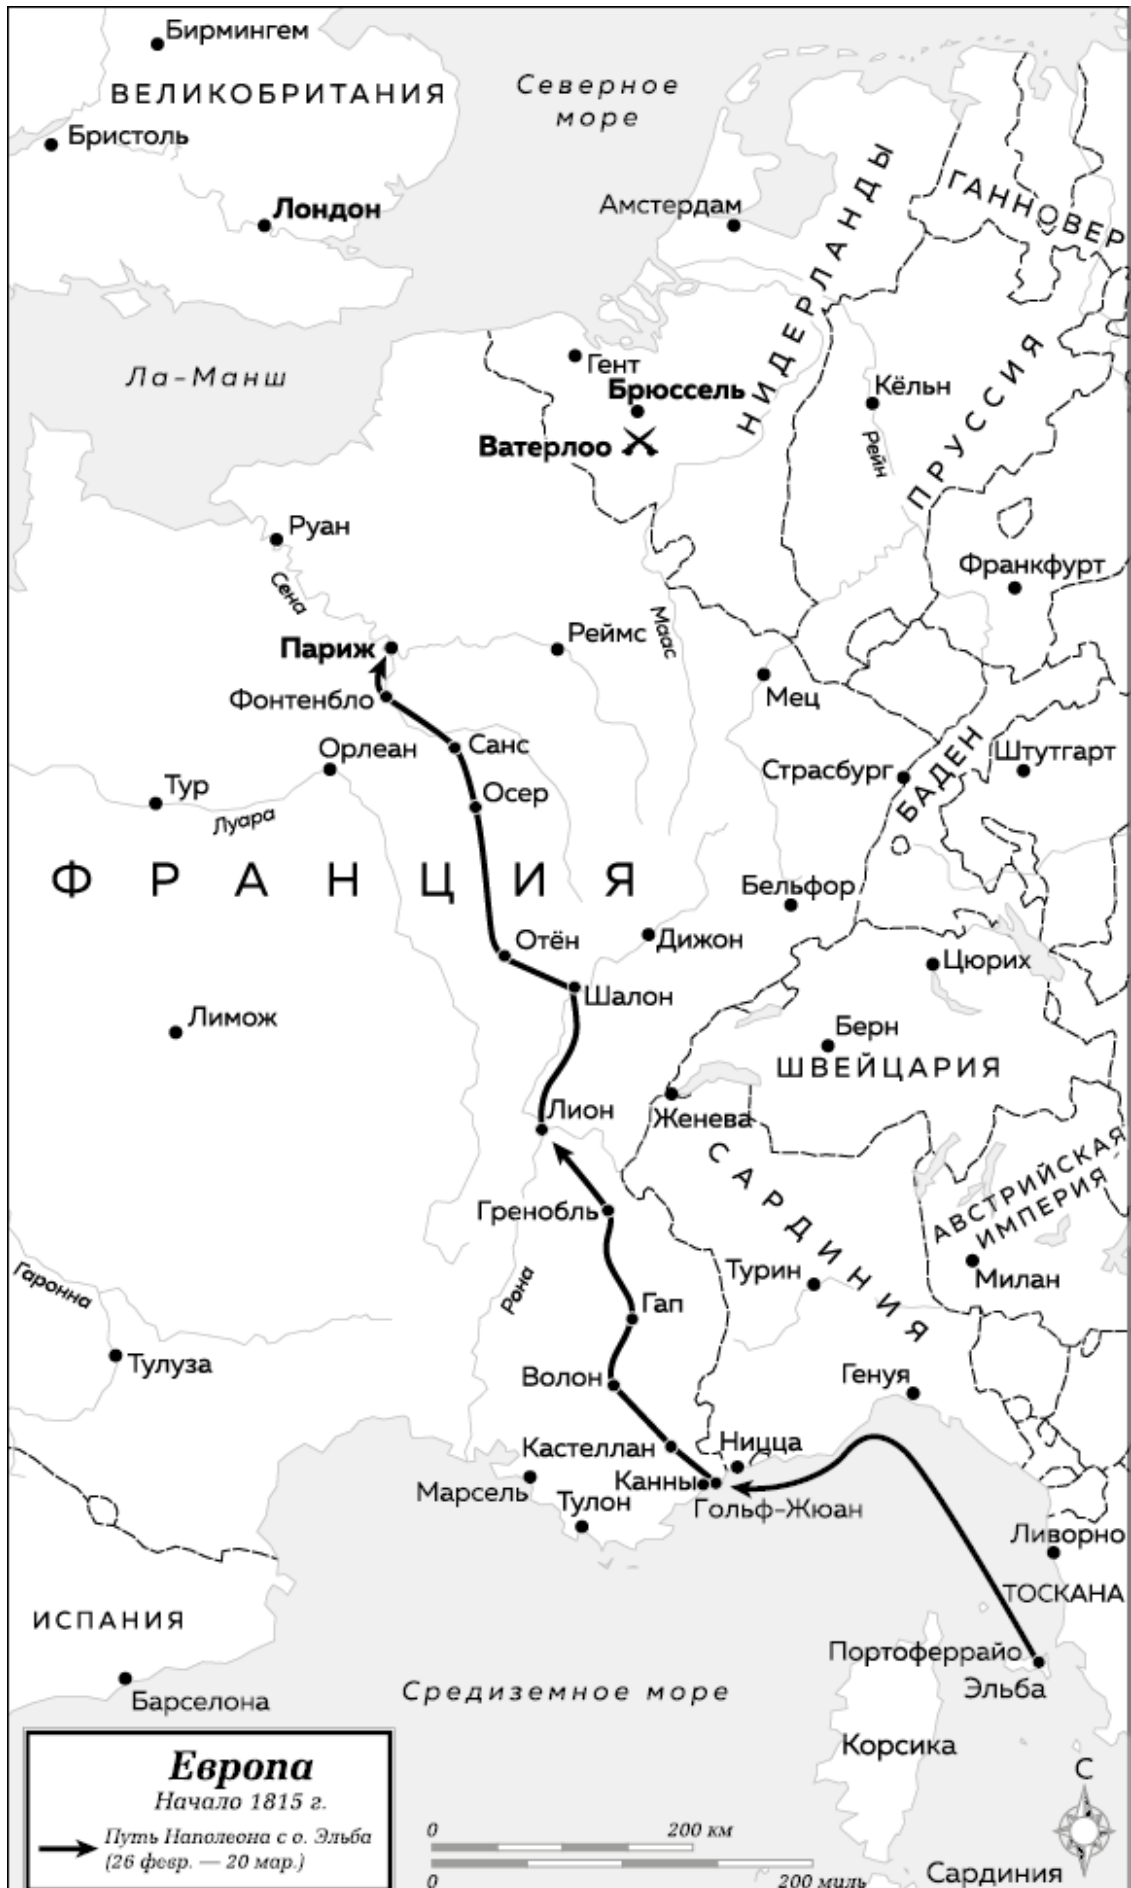 Бирмингем
ВЕЛИКОБРИТАНИЯ
Северное
море
Бристоль
Лондон
Амстердам
ГАННОВЕР
НИДЕРЛАНДЫ
Ла-Манш
Гент
Брюссель
Ватерлоо
Кёльн
Рейн
ПРУССИЯ
Руан
Сена
Франкфурт
Париж
Реймс
Маас
Мец
Фонтенбло
Орлеан
Санс
Штутгарт
Страсбург
БАДЕН
Тур
Луара
Осер
ФРАНЦИЯ
Бельфор
Отён
Дижон
Цюрих
Шалон
Лимож
Берн
ШВЕЙЦАРИЯ
Лион
Женева
САРДИНИЯ
АВСТРИЙСКАЯ
ИМПЕРИЯ
Гренобль
Гаронна
Рона
Турин
Милан
Гап
Тулуза
Волон
Генуя
Кастеллан
Ницца
Марсель
Канны
Тулон
Гольф-Жюан
Ливорно
ТОСКАНА
ИСПАНИЯ
Портоферрайо
Эльба
Барселона
Средиземное море
Корсика
С
Европа
Начало 1815 г.
Путь Наполеона с о. Эльба
(26 февр. — 20 мар.)
0 200 км
0 200 миль
Сардиния